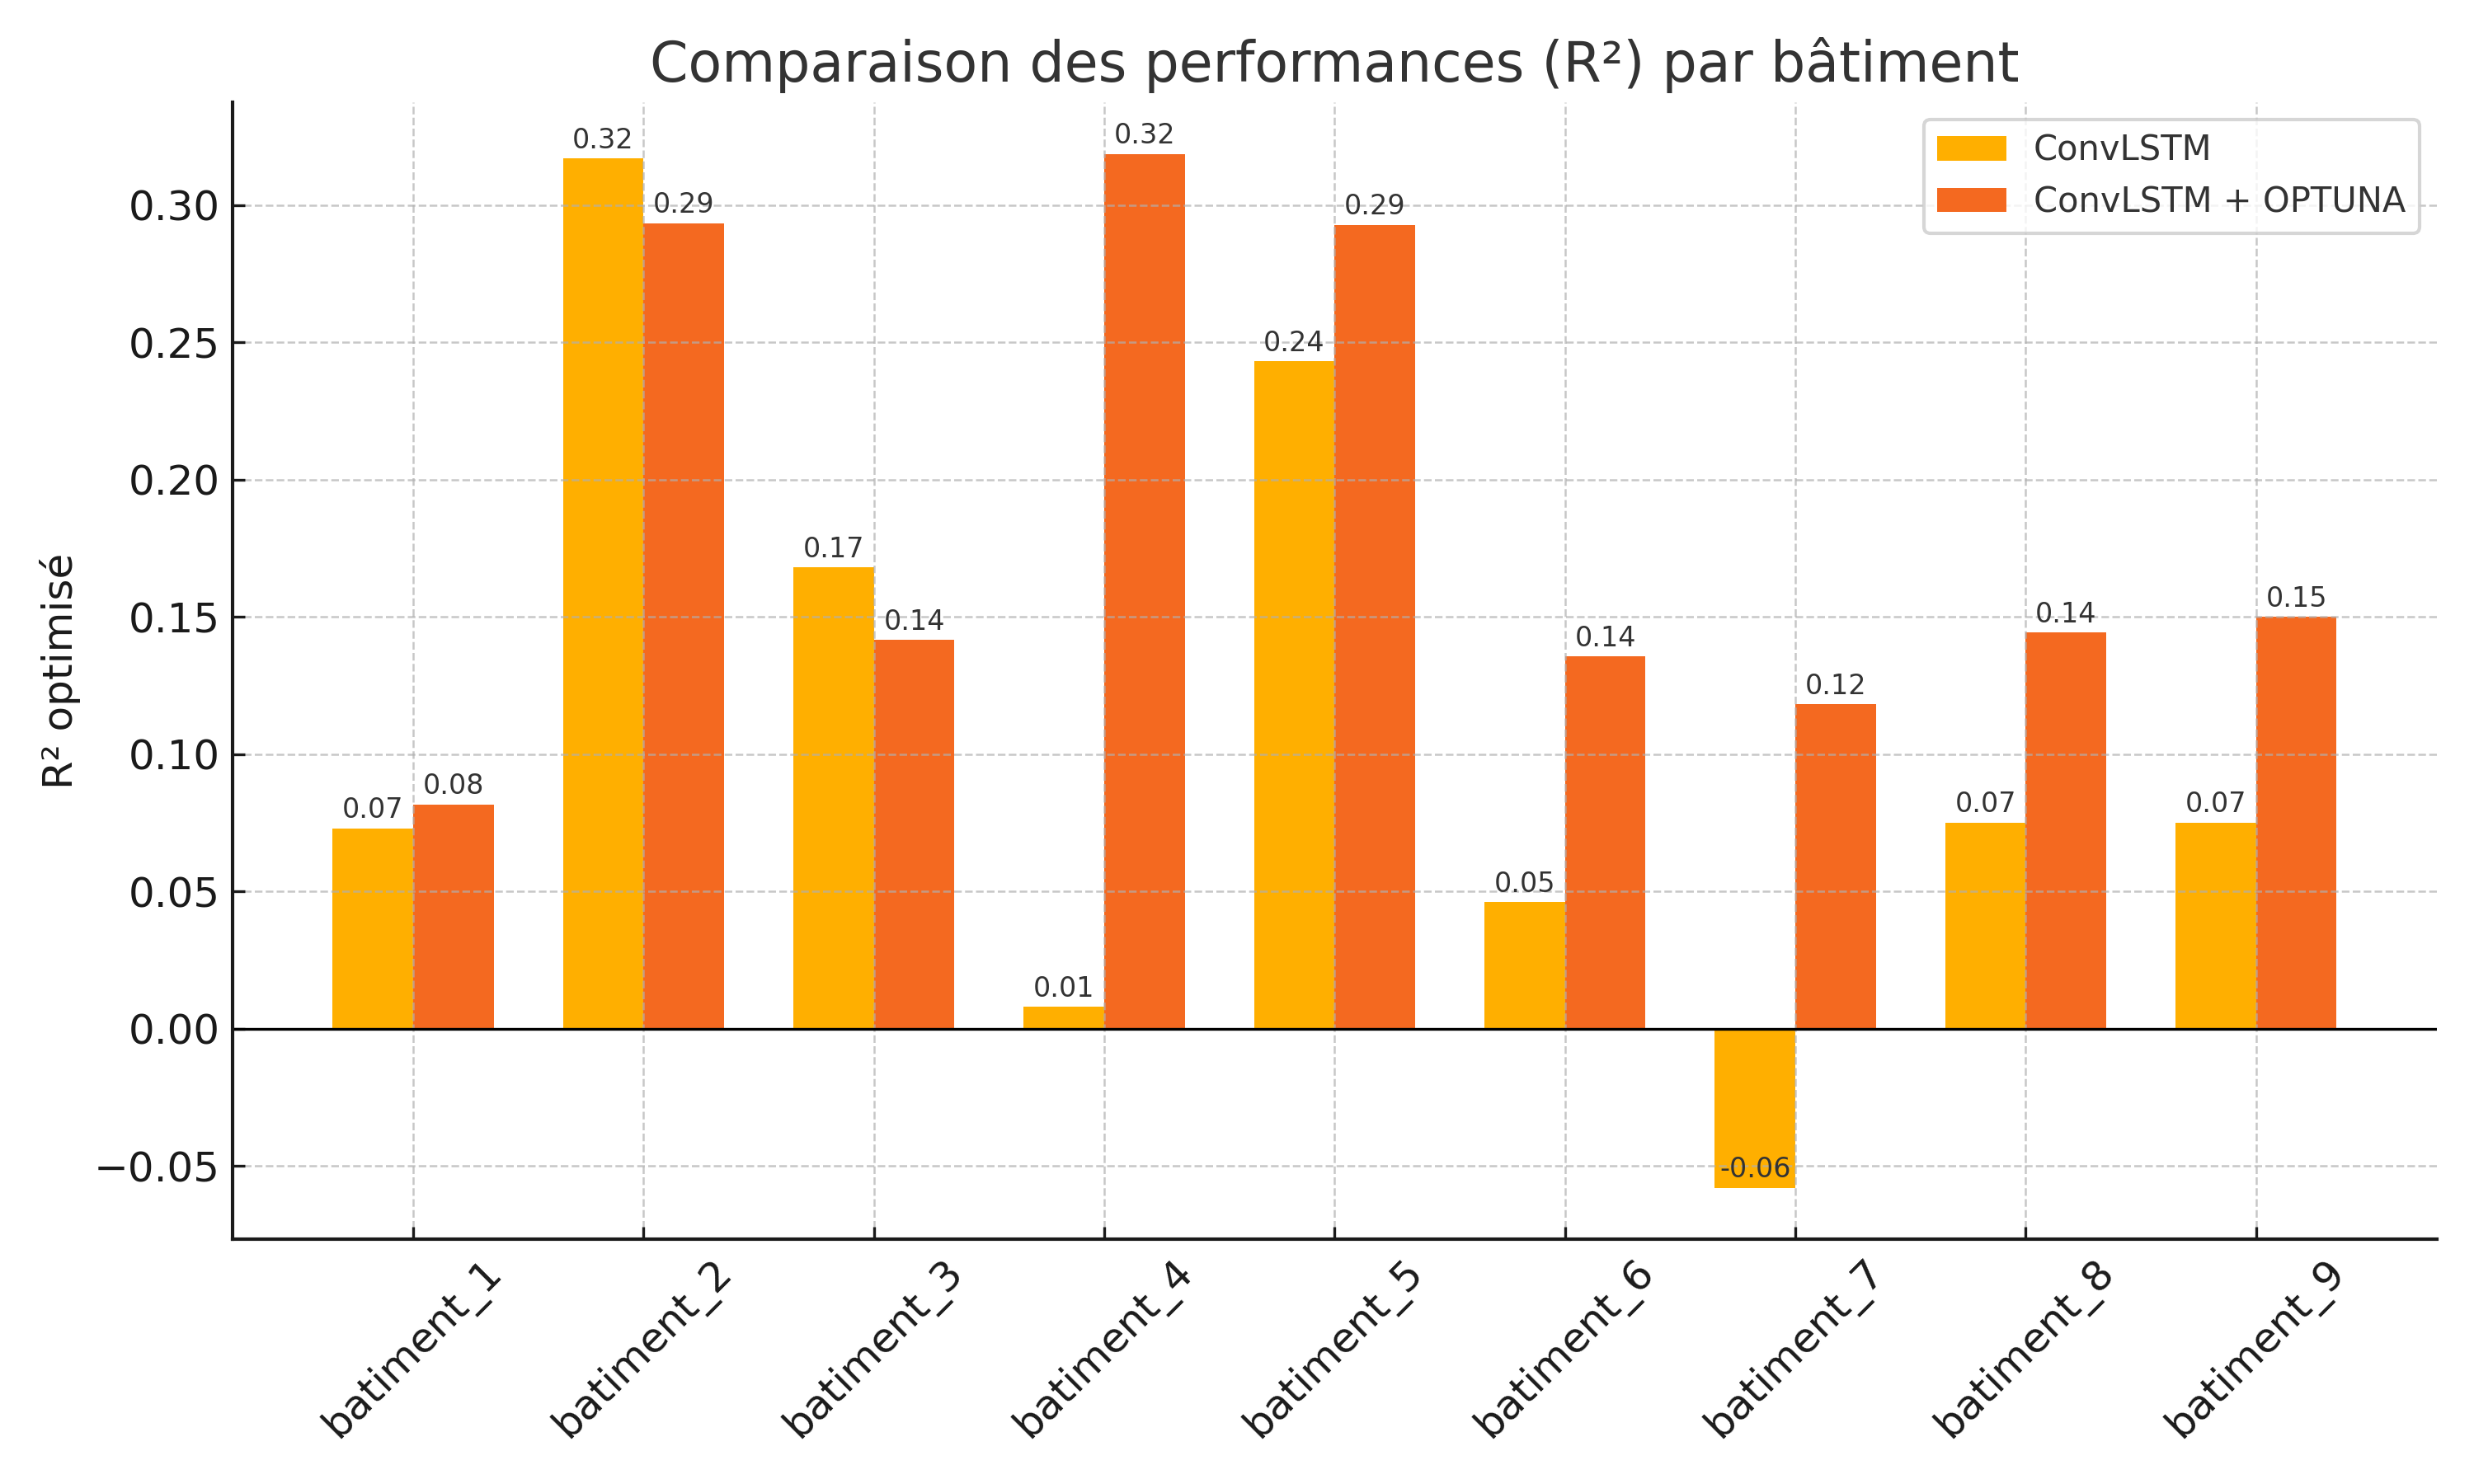 Comparaison des performances (R²) par bâtiment
ConvLSTM
ConvLSTM + OPTUNA
R² optimisé
0.30
0.25
0.20
0.15
0.10
0.05
0.00
−0.05
0.07
0.08
0.32
0.29
0.17
0.14
0.01
0.32
0.24
0.29
0.05
0.14
-0.06
0.12
0.07
0.14
0.07
0.15
batiment_1
batiment_2
batiment_3
batiment_4
batiment_5
batiment_6
batiment_7
batiment_8
batiment_9